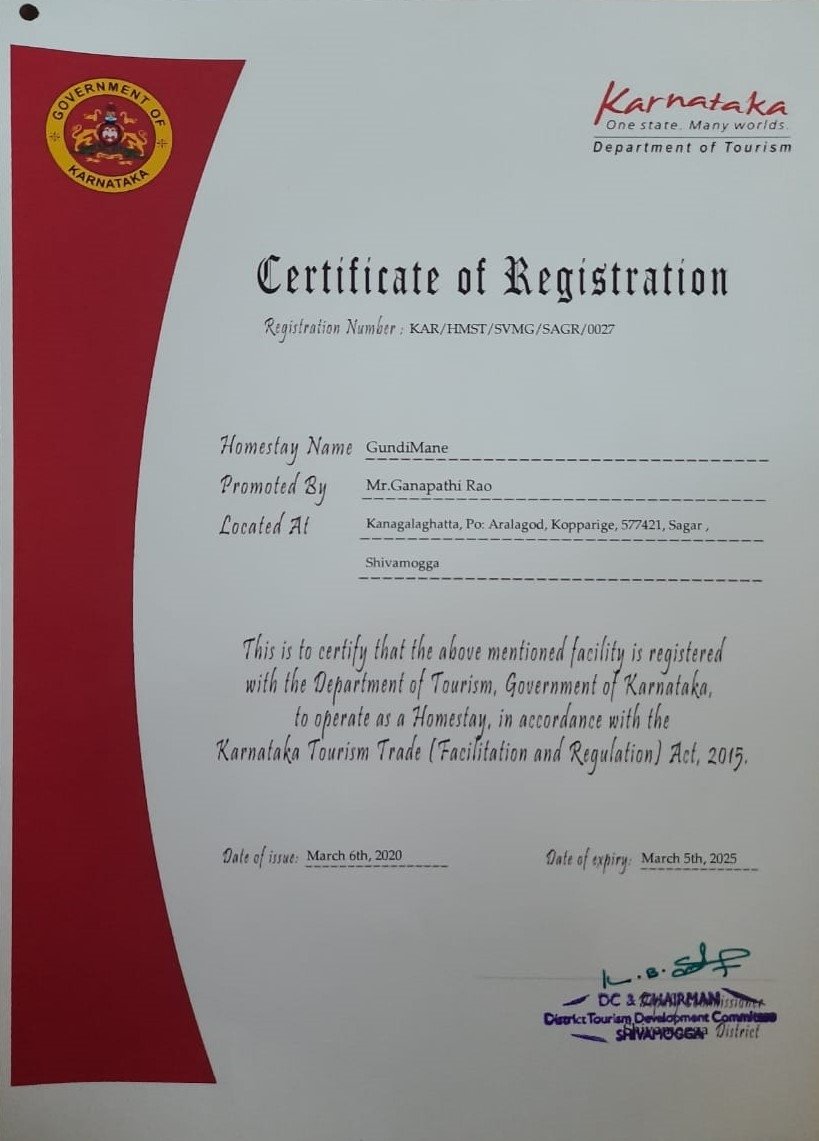 GOVERNMENT OF
KARNATAKA
Karnataka
One state. Many worlds.
Department of Tourism
Certificate of Registration
Registration Number : KAR/HMST/SVMG/SAGR/0027
Homestay Name GundiMane
Promoted By Mr.Ganapathi Rao
Located At Kanagalaghatta, Po: Aralagod, Kopparige, 577421, Sagar ,
Shivamogga
This is to certify that the above mentioned facility is registered
with the Department of Tourism, Government of Karnataka,
to operate as a Homestay, in accordance with the
Karnataka Tourism Trade (Facilitation and Regulation) Act, 2015.
Date of issue: March 6th, 2020 Date of expiry: March 5th, 2025
DC & CHAIRMAN
District Tourism Development Committee
SHIVAMOGGA District